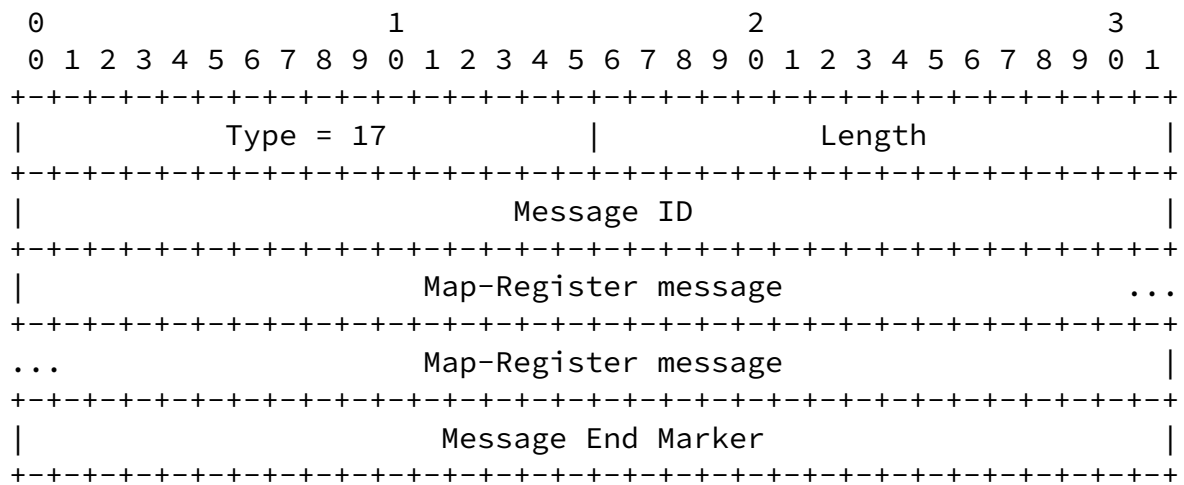 0                   1                   2                   3
 0 1 2 3 4 5 6 7 8 9 0 1 2 3 4 5 6 7 8 9 0 1 2 3 4 5 6 7 8 9 0 1
+-+-+-+-+-+-+-+-+-+-+-+-+-+-+-+-+-+-+-+-+-+-+-+-+-+-+-+-+-+-+-+-+
|           Type = 17           |            Length             |
+-+-+-+-+-+-+-+-+-+-+-+-+-+-+-+-+-+-+-+-+-+-+-+-+-+-+-+-+-+-+-+-+
|                           Message ID                          |
+-+-+-+-+-+-+-+-+-+-+-+-+-+-+-+-+-+-+-+-+-+-+-+-+-+-+-+-+-+-+-+-+
|                      Map-Register message                   ...
+-+-+-+-+-+-+-+-+-+-+-+-+-+-+-+-+-+-+-+-+-+-+-+-+-+-+-+-+-+-+-+-+
...                    Map-Register message                     |
+-+-+-+-+-+-+-+-+-+-+-+-+-+-+-+-+-+-+-+-+-+-+-+-+-+-+-+-+-+-+-+-+
|                       Message End Marker                      |
+-+-+-+-+-+-+-+-+-+-+-+-+-+-+-+-+-+-+-+-+-+-+-+-+-+-+-+-+-+-+-+-+